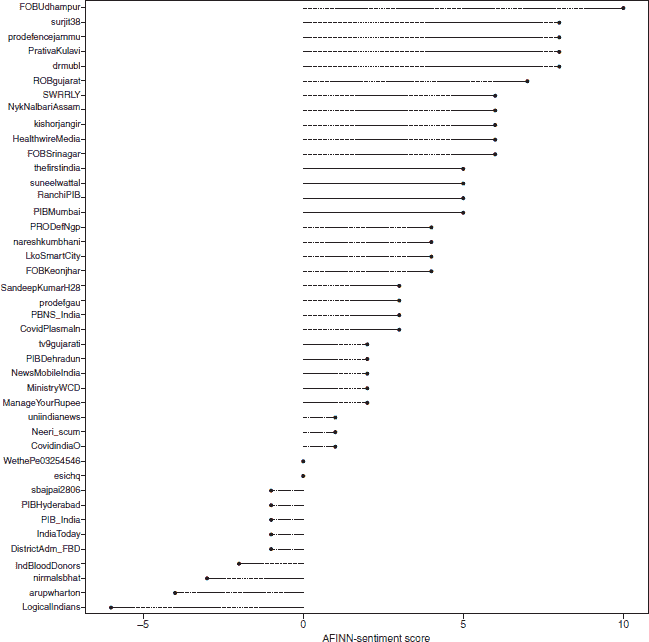 FOBUdhampur
surjit38
prodefencejammu
PrativaKulavi
drmubl
ROBgujarat
SWRRLY
NykNalbariAssam
kishorjangir
HealthwireMedia
FOBSrinagar
thefirstindia
suneelwattal
RanchiPIB
PIBMumbai
PRODefNgp
nareshkumbhani
LkoSmartCity
FOBKeonjhar
SandeepKumarH28
prodefgau
PBNS_India
CovidPlasmaIn
tv9gujarati
PIBDehradun
NewsMobileIndia
MinistryWCD
ManageYourRupee
uniindianews
Neeri_scum
CovidindiaO
WethePe03254546
esichq
sbajpai2806
PIBHyderabad
PIB_India
IndiaToday
DistrictAdm_FBD
IndBloodDonors
nirmalsbhat
arupwharton
LogicalIndians
–5 0 5 10
AFINN-sentiment score